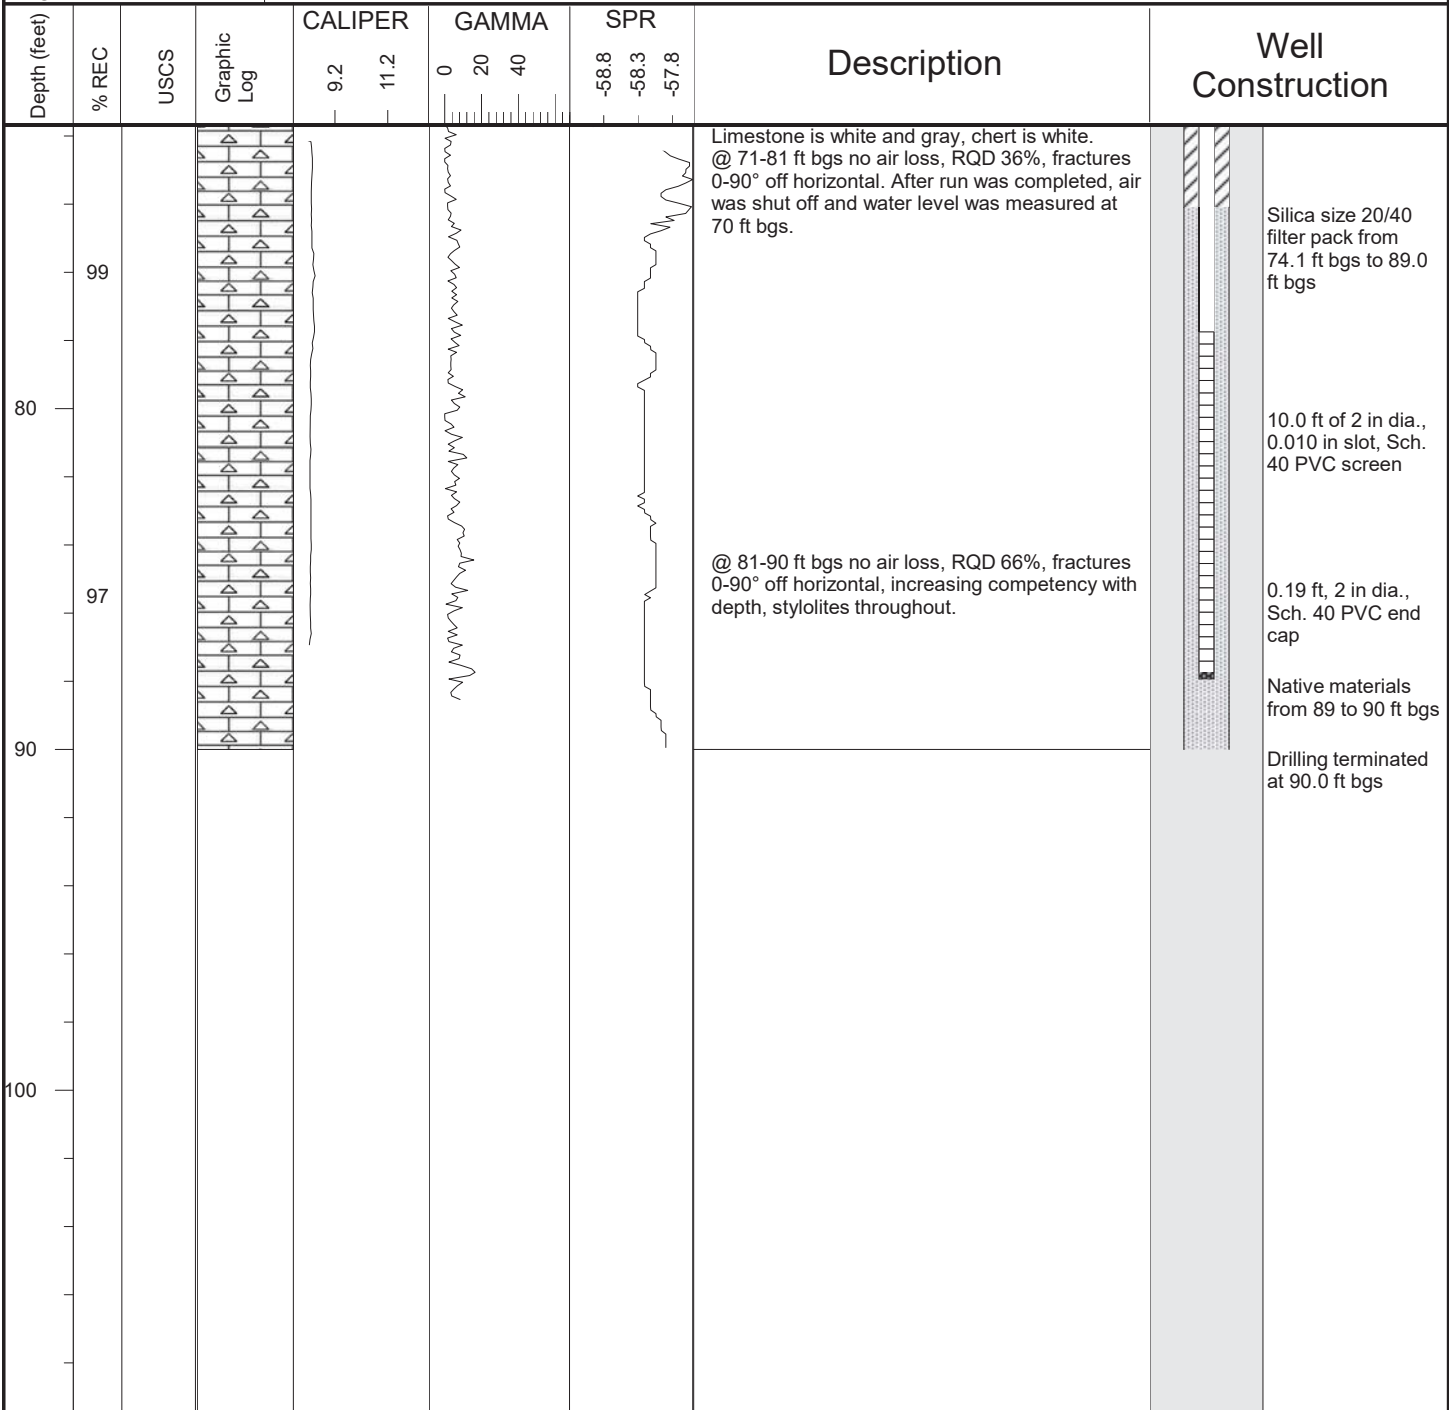 Depth (feet)
% REC
USCS
Graphic
Log
CALIPER
9.2
11.2
GAMMA
0
20
40
SPR
-58.8
-58.3
-57.8
Description
Well
Construction
Limestone is white and gray, chert is white.
@ 71-81 ft bgs no air loss, RQD 36%, fractures
0-90° off horizontal. After run was completed, air
was shut off and water level was measured at
70 ft bgs.
Silica size 20/40
filter pack from
74.1 ft bgs to 89.0
ft bgs
99
80
10.0 ft of 2 in dia.,
0.010 in slot, Sch.
40 PVC screen
@ 81-90 ft bgs no air loss, RQD 66%, fractures
0-90° off horizontal, increasing competency with
depth, stylolites throughout.
97
0.19 ft, 2 in dia.,
Sch. 40 PVC end
cap
Native materials
from 89 to 90 ft bgs
90
Drilling terminated
at 90.0 ft bgs
100